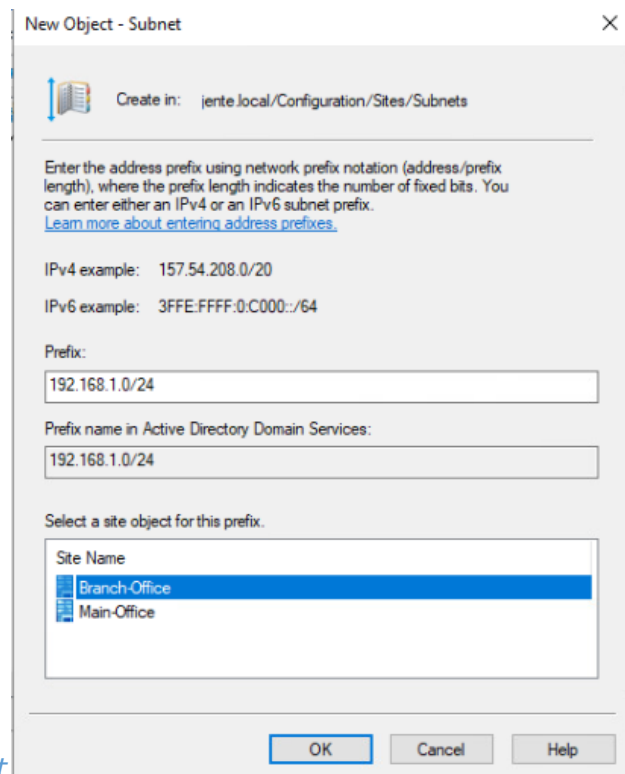 New Object - Subnet
Create in: jente.local/Configuration/Sites/Subnets
Enter the address prefix using network prefix notation (address/prefix
length), where the prefix length indicates the number of fixed bits. You
can enter either an IPv4 or an IPv6 subnet prefix.
Learn more about entering address prefixes.
IPv4 example: 157.54.208.0/20
IPv6 example: 3FFE:FFFF:0:C000::/64
Prefix:
192.168.1.0/24
Prefix name in Active Directory Domain Services:
192.168.1.0/24
Select a site object for this prefix.
Site Name
Branch-Office
Main-Office
OK Cancel Help
t